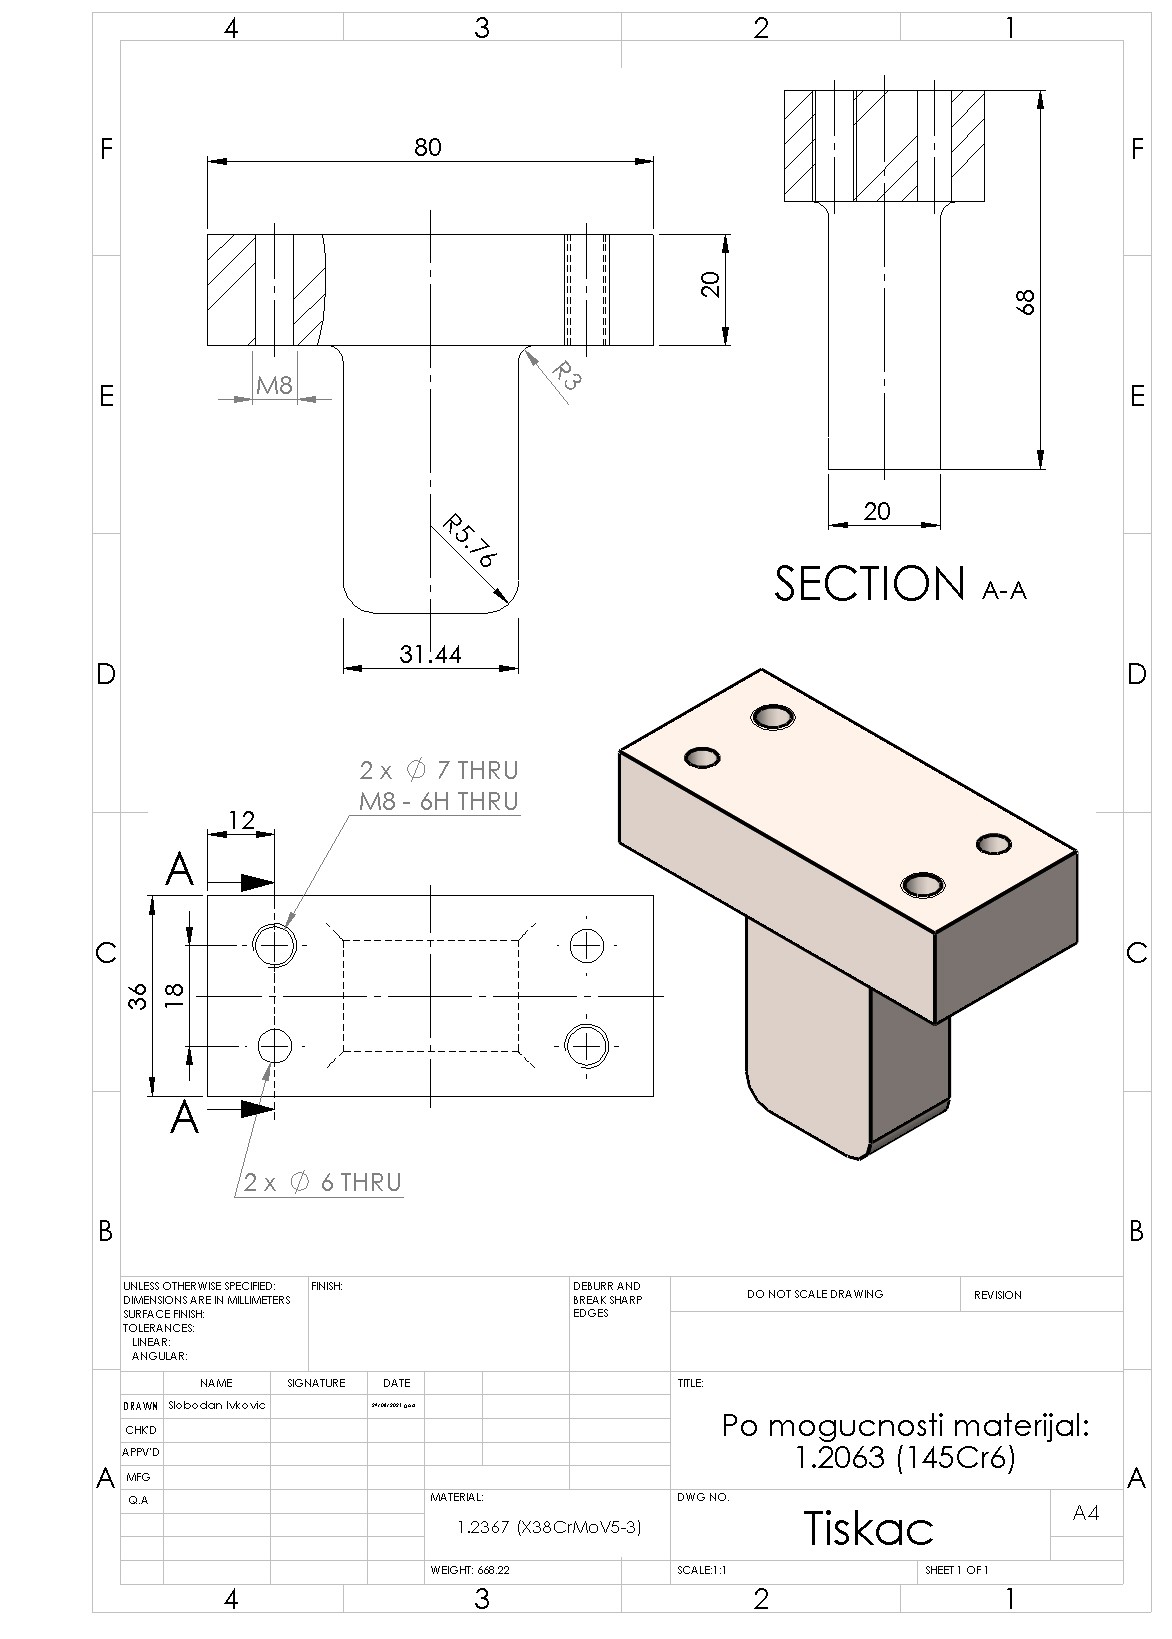 4 3 2 1
F F
80
20
68
M8
R3
E E
R5.76
20
SECTION A-A
31.44
D D
2 x ∅ 7 THRU
M8 - 6H THRU
12
A
C C
36
18
A
2 x ∅ 6 THRU
B B
UNLESS OTHERWISE SPECIFIED:
DIMENSIONS ARE IN MILLIMETERS
SURFACE FINISH:
TOLERANCES:
LINEAR:
ANGULAR:
FINISH:
DEBURR AND
BREAK SHARP
EDGES
DO NOT SCALE DRAWING
REVISION
NAME SIGNATURE DATE
DRAWN Slobodan Ivkovic
CHK'D
APPV'D
MFG
Q.A
TITLE:
Po mogucnosti materijal:
1.2063 (145Cr6)
A A
MATERIAL:
1.2367 (X38CrMoV5-3)
DWG NO.
Tiskac
A4
WEIGHT: 668.22
SCALE:1:1
SHEET 1 OF 1
4 3 2 1